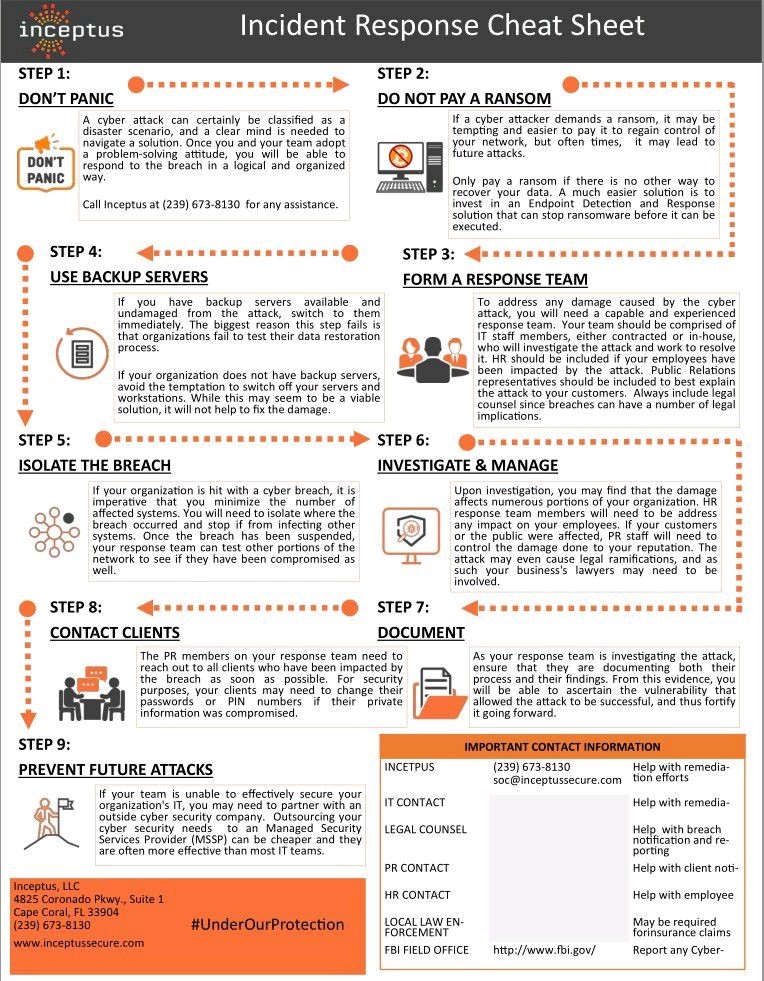 inceptus
Incident Response Cheat Sheet
STEP 1:
DON'T PANIC
DON'T
PANIC
A cyber attack can certainly be classified as a
disaster scenario, and a clear mind is needed to
navigate a solution. Once you and your team adopt
a problem-solving attitude, you will be able to
respond to the breach in a logical and organized
way.
Call Inceptus at (239) 673-8130 for any assistance.
STEP 2:
DO NOT PAY A RANSOM
If a cyber attacker demands a ransom, it may be
tempting and easier to pay it to regain control of
your network, but often times, it may lead to
future attacks.
Only pay a ransom if there is no other way to
recover your data. A much easier solution is to
invest in an Endpoint Detection and Response
solution that can stop ransomware before it can be
executed.
STEP 3:
FORM A RESPONSE TEAM
To address any damage caused by the cyber
attack, you will need a capable and experienced
response team. Your team should be comprised of
IT staff members, either contracted or in-house,
who will investigate the attack and work to resolve
it. HR should be included if your employees have
been impacted by the attack. Public Relations
representatives should be included to best explain
the attack to your customers. Always include legal
counsel since breaches can have a number of legal
implications.
STEP 4:
USE BACKUP SERVERS
If you have backup servers available and
undamaged from the attack, switch to them
immediately. The biggest reason this step fails is
that organizations fail to test their data restoration
process.
If your organization does not have backup servers,
avoid the temptation to switch off your servers and
workstations. While this may seem to be a viable
solution, it will not help to fix the damage.
STEP 5:
ISOLATE THE BREACH
If your organization is hit with a cyber breach, it is
imperative that you minimize the number of
affected systems. You will need to isolate where the
breach occurred and stop if from infecting other
systems. Once the breach has been suspended,
your response team can test other portions of the
network to see if they have been compromised as
well.
STEP 6:
INVESTIGATE & MANAGE
Upon investigation, you may find that the damage
affects numerous portions of your organization. HR
response team members will need to be address
any impact on your employees. If your customers
or the public were affected, PR staff will need to
control the damage done to your reputation. The
attack may even cause legal ramifications, and as
such your business's lawyers may need to be
involved.
STEP 7:
DOCUMENT
As your response team is investigating the attack,
ensure that they are documenting both their
process and their findings. From this evidence, you
will be able to ascertain the vulnerability that
allowed the attack to be successful, and thus fortify
it going forward.
STEP 8:
CONTACT CLIENTS
The PR members on your response team need to
reach out to all clients who have been impacted by
the breach as soon as possible. For security
purposes, your clients may need to change their
passwords or PIN numbers if their private
information was compromised.
STEP 9:
PREVENT FUTURE ATTACKS
If your team is unable to effectively secure your
organization's IT, you may need to partner with an
outside cyber security company. Outsourcing your
cyber security needs to an Managed Security
Services Provider (MSSP) can be cheaper and they
are often more effective than most IT teams.
IMPORTANT CONTACT INFORMATION
INCETPUS (239) 673-8130 Help with remedia-
soc@inceptussecure.com tion efforts
IT CONTACT Help with remedia-
LEGAL COUNSEL Help with breach
notification and re-
porting
PR CONTACT Help with client noti-
HR CONTACT Help with employee
LOCAL LAW EN- May be required
FORCEMENT forinsurance claims
FBI FIELD OFFICE http://www.fbi.gov/ Report any Cyber-
Inceptus, LLC
4825 Coronado Pkwy., Suite 1
Cape Coral, FL 33904
(239) 673-8130
www.inceptussecure.com
#UnderOurProtection